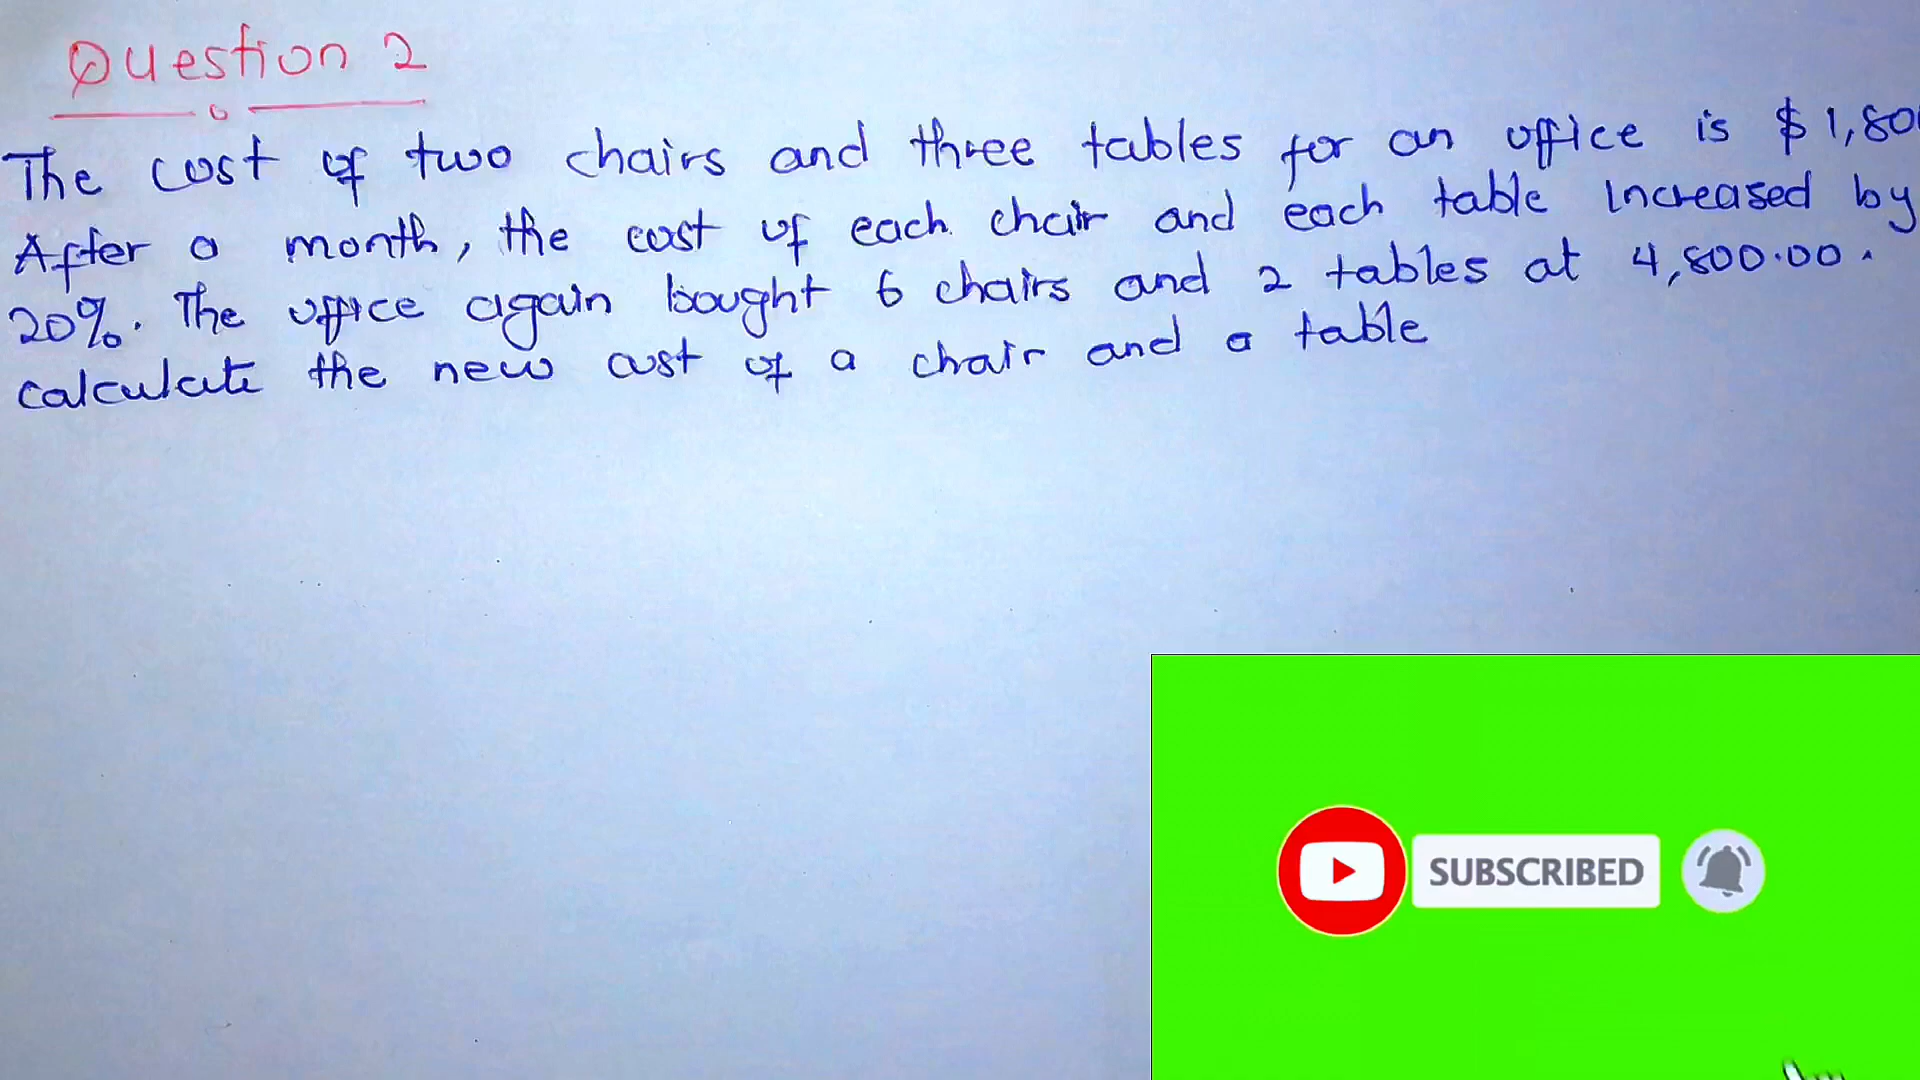 Question 2
The cost of two chairs and three tables for an office is $1,80
After a month, the cost of each chair and each table increased by
20%. The office again bought 6 chairs and 2 tables at 4,800.00.
calculate the new cost of a chair and a table
SUBSCRIBED